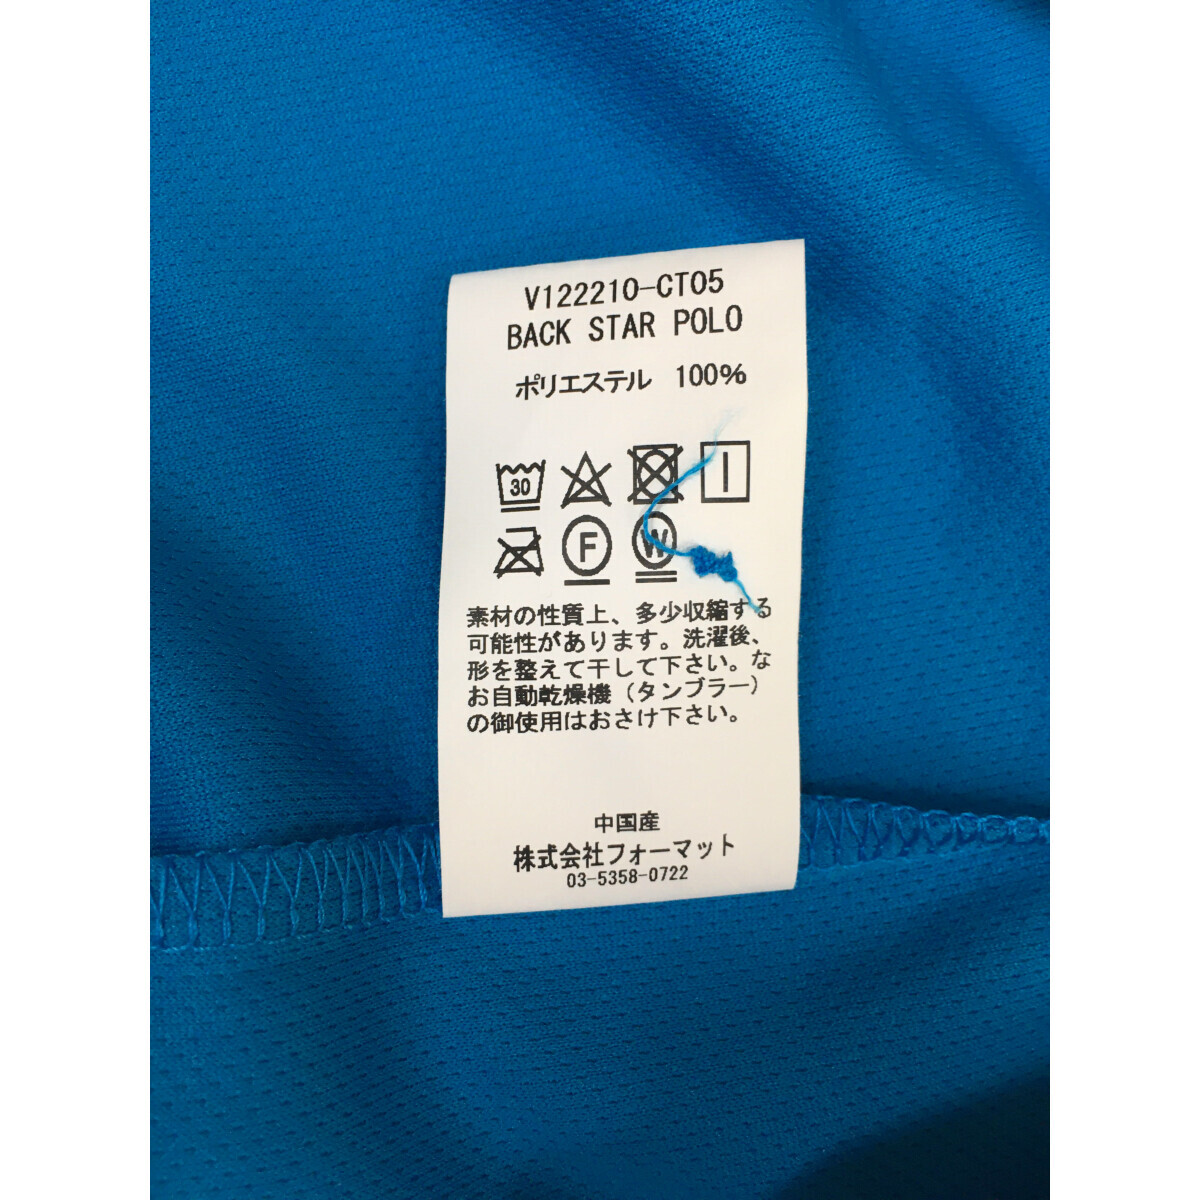 V122210-CT05
BACK STAR POLO
ポリエステル 100%
30
F W
素材の性質上、多少収縮する
可能性があります。洗濯後、
形を整えて干して下さい。な
お自動乾燥機（タンブラー）
の御使用はおさけ下さい。
中国産
株式会社フォーマット
03-5358-0722